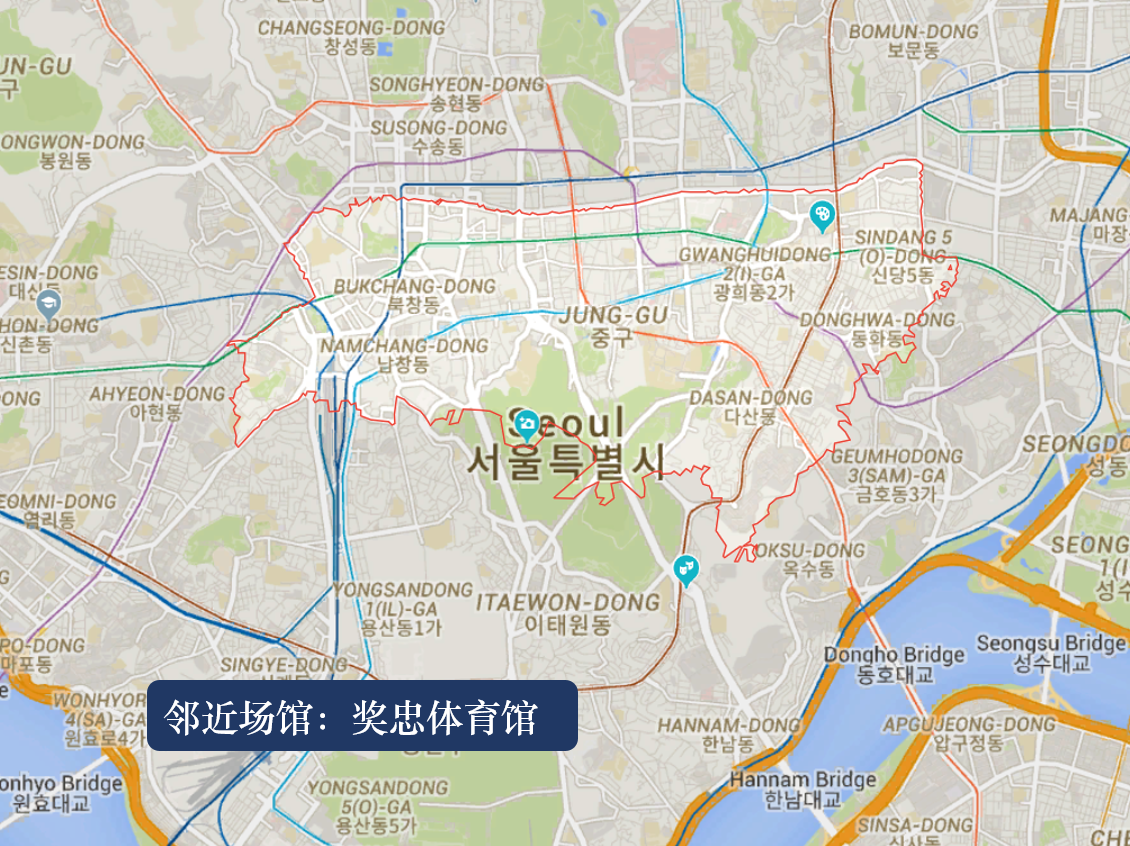 CHANGSEONG-DONG
창성동
BOMUN-DONG
보문동
UN-GU
구
SONGHYEON-DONG
송현동
SUSONG-DONG
수송동
ONGWON-DONG
봉원동
MAJANG
마장
SINDANG 5
(O)-DONG
신당5동
GWANGHUIDONG
2(I)-GA
광희동2가
ESIN-DONG
대신동
BUKCHANG-DONG
북창동
HON-DONG
신촌동
JUNG-GU
중구
DONGHWA-DONG
동화동
NAMCHANG-DONG
남창동
AHYEON-DONG
아현동
ONG
DASAN-DONG
다산동
Seoul
서울특별시
SEONGDO
성동
GEUMHODONG
3(SAM)-GA
금호동3가
EOMNI-DONG
염리동
OKSU-DONG
옥수동
SEONG
1(I
성수
G
YONGSANDONG
1(IL)-GA
용산동1가
ITAEWON-DONG
이태원동
PO-DONG
마포동
Dongho Bridge
동호대교
Seongsu Bridge
성수대교
SINGYE-DONG
e
WONHYOR
4(SA)-GA
원효로4가
邻近场馆：奖忠体育馆
HANNAM-DONG
한남동
APGUJEONG-DONG
압구정동
onhyo Bridge
원효대교
Hannam Bridge
한남대교
YONGSANDONG
5(O)-GA
용산동5가
SINSA-DONG
신사동
CHE